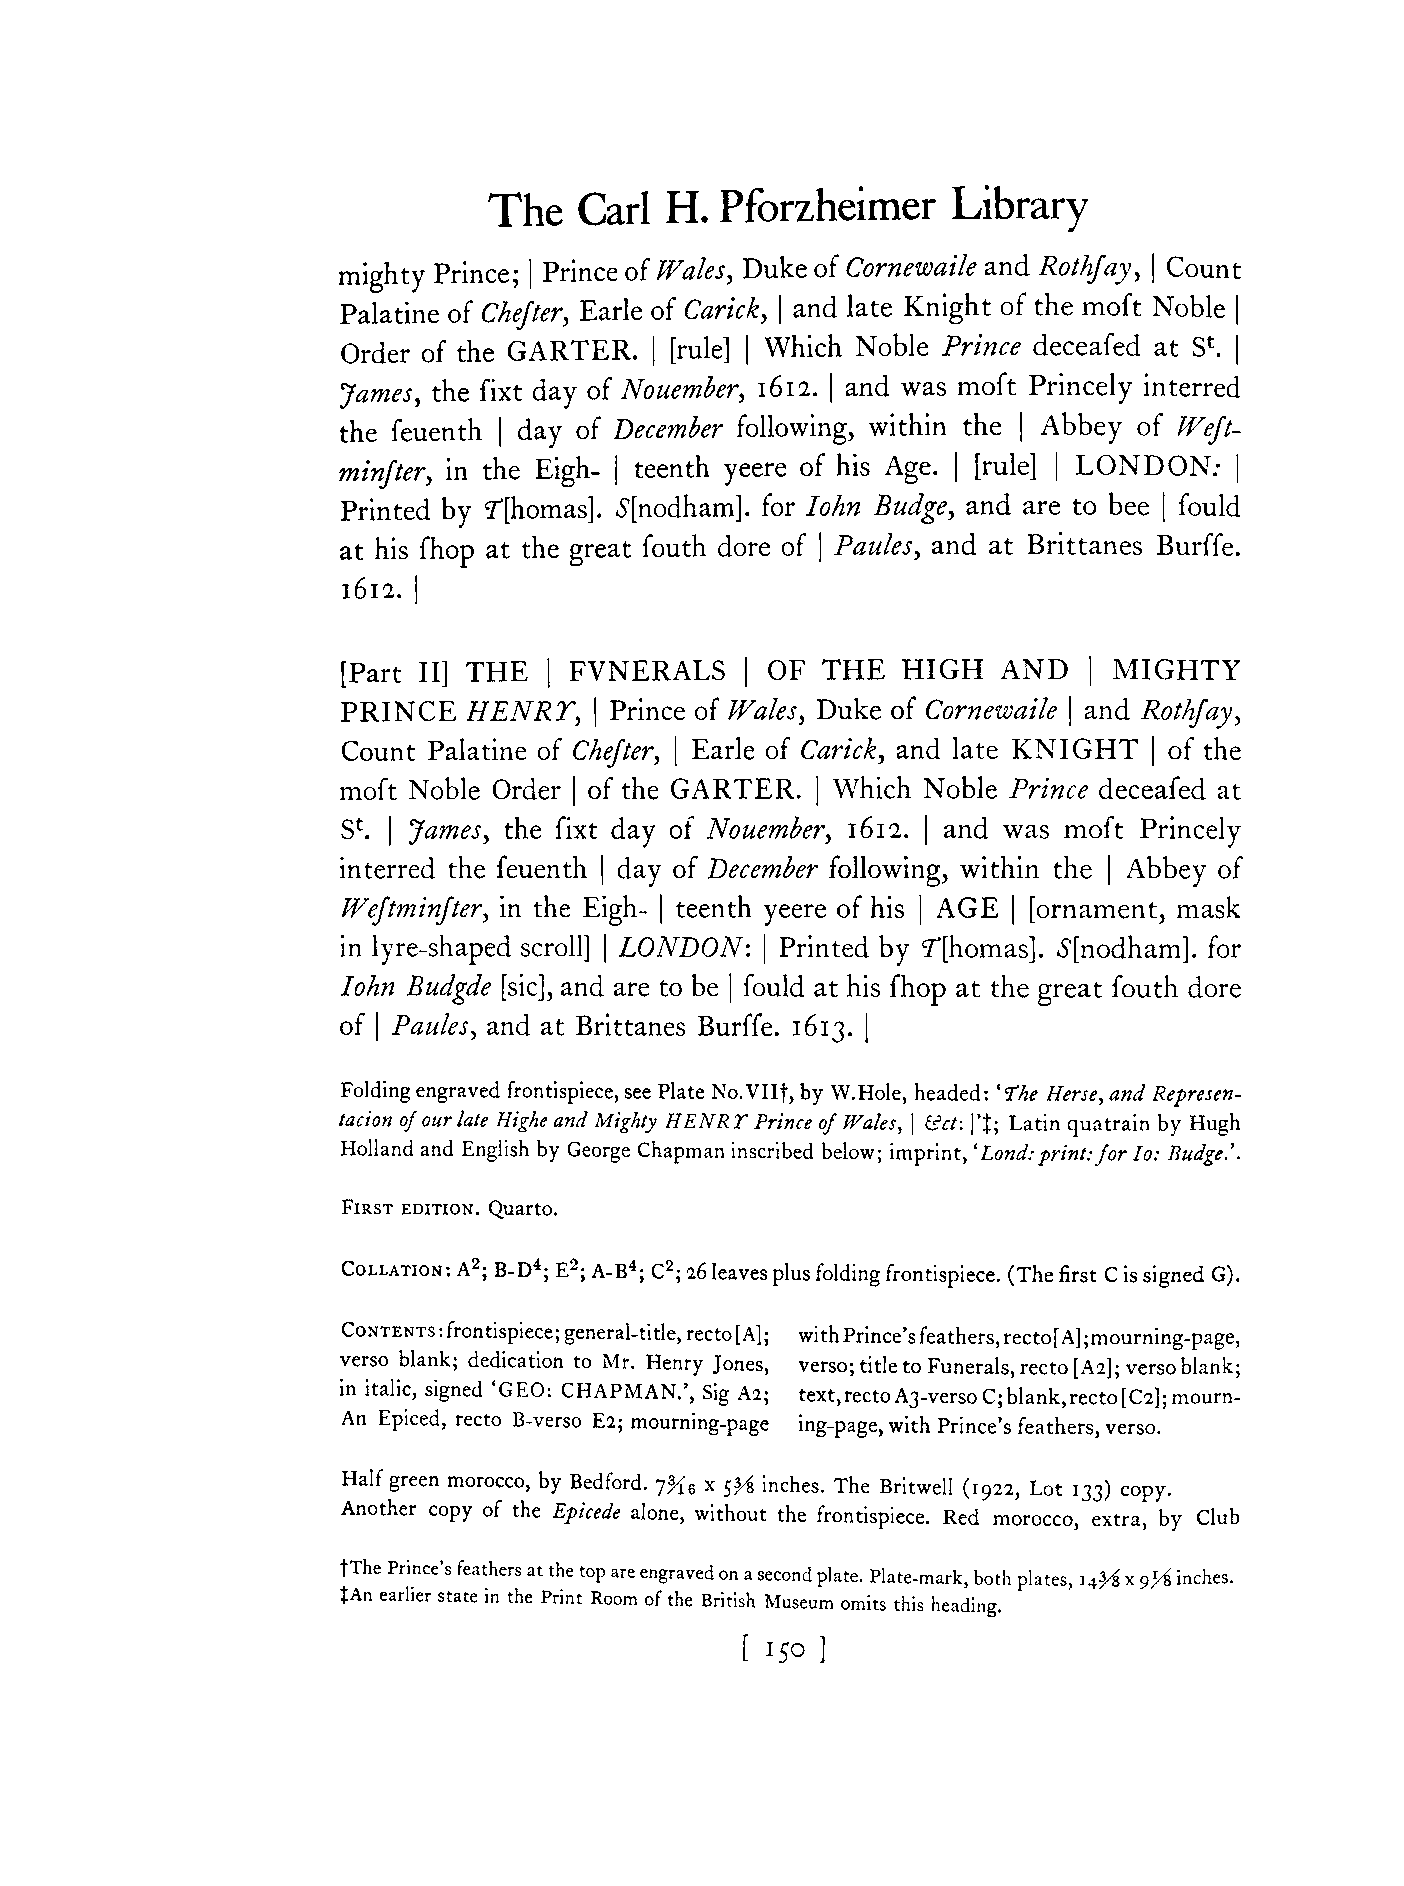 The Carl H. Pforzheimer Library
mighty Prince; | Prince of Wales, Duke of Cornewaile and Rothſay, | Count
Palatine of Cheſter, Earle of Carick, | and late Knight of the moſt Noble |
Order of the GARTER. | [rule] | Which Noble Prince deceaſed at Sᵗ. |
James, the ſixt day of Nouember, 1612. | and was moſt Princely interred
the ſeuenth | day of December following, within the | Abbey of Weſt-
minſter, in the Eigh- | teenth yeere of his Age. | [rule] | LONDON: |
Printed by T[homas]. S[nodham]. for Iohn Budge, and are to bee | ſould
at his ſhop at the great ſouth dore of | Paules, and at Brittanes Burſſe.
1612. |
[Part II] THE | FVNERALS | OF THE HIGH AND | MIGHTY
PRINCE HENRY, | Prince of Wales, Duke of Cornewaile | and Rothſay,
Count Palatine of Cheſter, | Earle of Carick, and late KNIGHT | of the
moſt Noble Order | of the GARTER. | Which Noble Prince deceaſed at
Sᵗ. | James, the ſixt day of Nouember, 1612. | and was moſt Princely
interred the ſeuenth | day of December following, within the | Abbey of
Weſtminſter, in the Eigh- | teenth yeere of his | AGE | [ornament, mask
in lyre-shaped scroll] | LONDON: | Printed by T[homas]. S[nodham]. for
Iohn Budgde [sic], and are to be | ſould at his ſhop at the great ſouth dore
of | Paules, and at Brittanes Burſſe. 1613. |
Folding engraved frontispiece, see Plate No.VII†, by W.Hole, headed: ‘The Herse, and Represen-
tacion of our late Highe and Mighty HENRY Prince of Wales, | &ct: |’‡; Latin quatrain by Hugh
Holland and English by George Chapman inscribed below; imprint, ‘Lond: print: for Io: Budge.’.
FIRST EDITION. Quarto.
COLLATION: A²; B-D⁴; E²; A-B⁴; C²; 26 leaves plus folding frontispiece. (The first C is signed G).
CONTENTS: frontispiece; general-title, recto [A];
verso blank; dedication to Mr. Henry Jones,
in italic, signed ‘GEO: CHAPMAN.’, Sig A2;
An Epiced, recto B-verso E2; mourning-page
with Prince’s feathers, recto [A]; mourning-page,
verso; title to Funerals, recto [A2]; verso blank;
text, recto A3-verso C; blank, recto [C2]; mourn-
ing-page, with Prince’s feathers, verso.
Half green morocco, by Bedford. 7 3/16 x 5 3/8 inches. The Britwell (1922, Lot 133) copy.
Another copy of the Epicede alone, without the frontispiece. Red morocco, extra, by Club
†The Prince’s feathers at the top are engraved on a second plate. Plate-mark, both plates, 14 3/8 x 9 1/8 inches.
‡An earlier state in the Print Room of the British Museum omits this heading.
[ 150 ]